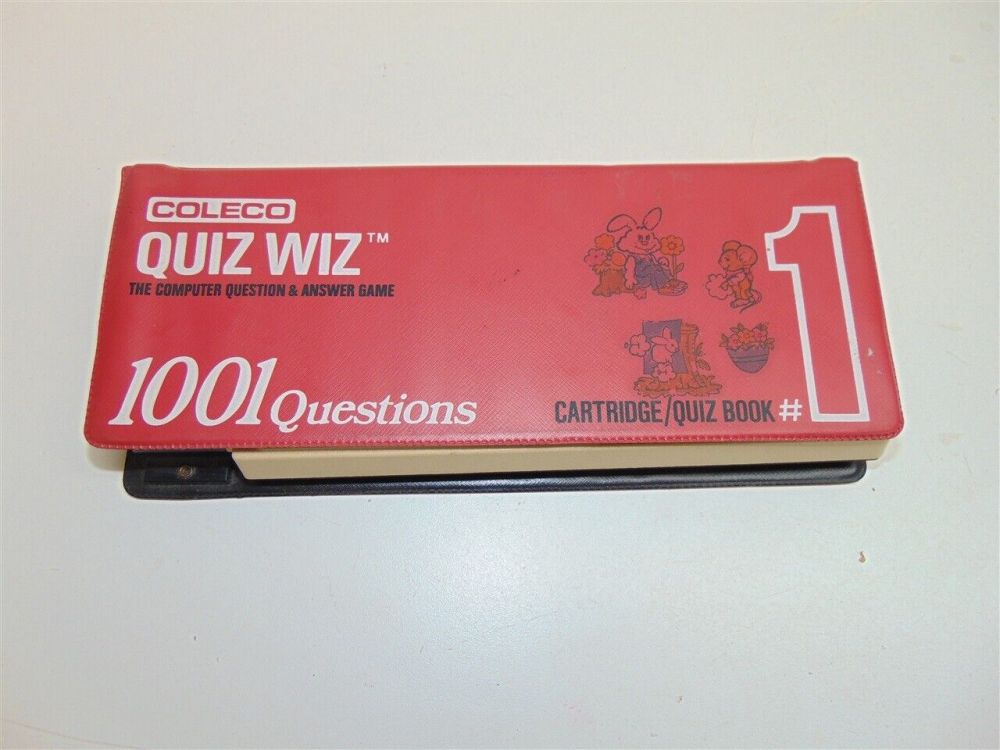 COLECO
QUIZ WIZ™
THE COMPUTER QUESTION & ANSWER GAME
1001 Questions
CARTRIDGE/QUIZ BOOK #1